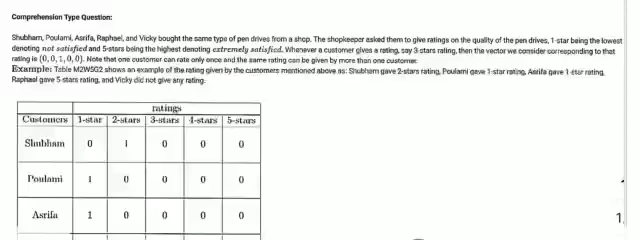 Comprehension Type Question:
Shubham, Poulami, Asrifa, Raphael, and Vicky bought the same type of pen drives from a shop. The shopkeeper asked them to give ratings on the quality of the pen drives, 1-star being the lowest
denoting not satisfied and 5-stars being the highest denoting extremely satisfied. Whenever a customer gives a rating, say 3-stars rating, then the vector we consider corresponding to that
rating is (0, 0, 1, 0, 0). Note that one customer can rate only once and the same rating can be given by more than one customer.
Example: Table M2W5G2 shows an example of the rating given by the customers mentioned above as: Shubham gave 2-stars rating, Poulami gave 1-star rating, Asrifa gave 1-star rating,
Raphael gave 5-stars rating, and Vicky did not give any rating.
ratings
Customers 1-star 2-stars 3-stars 4-stars 5-stars
Shubham 0 1 0 0 0
Poulami 1 0 0 0 0
Asrifa 1 0 0 0 0
1.